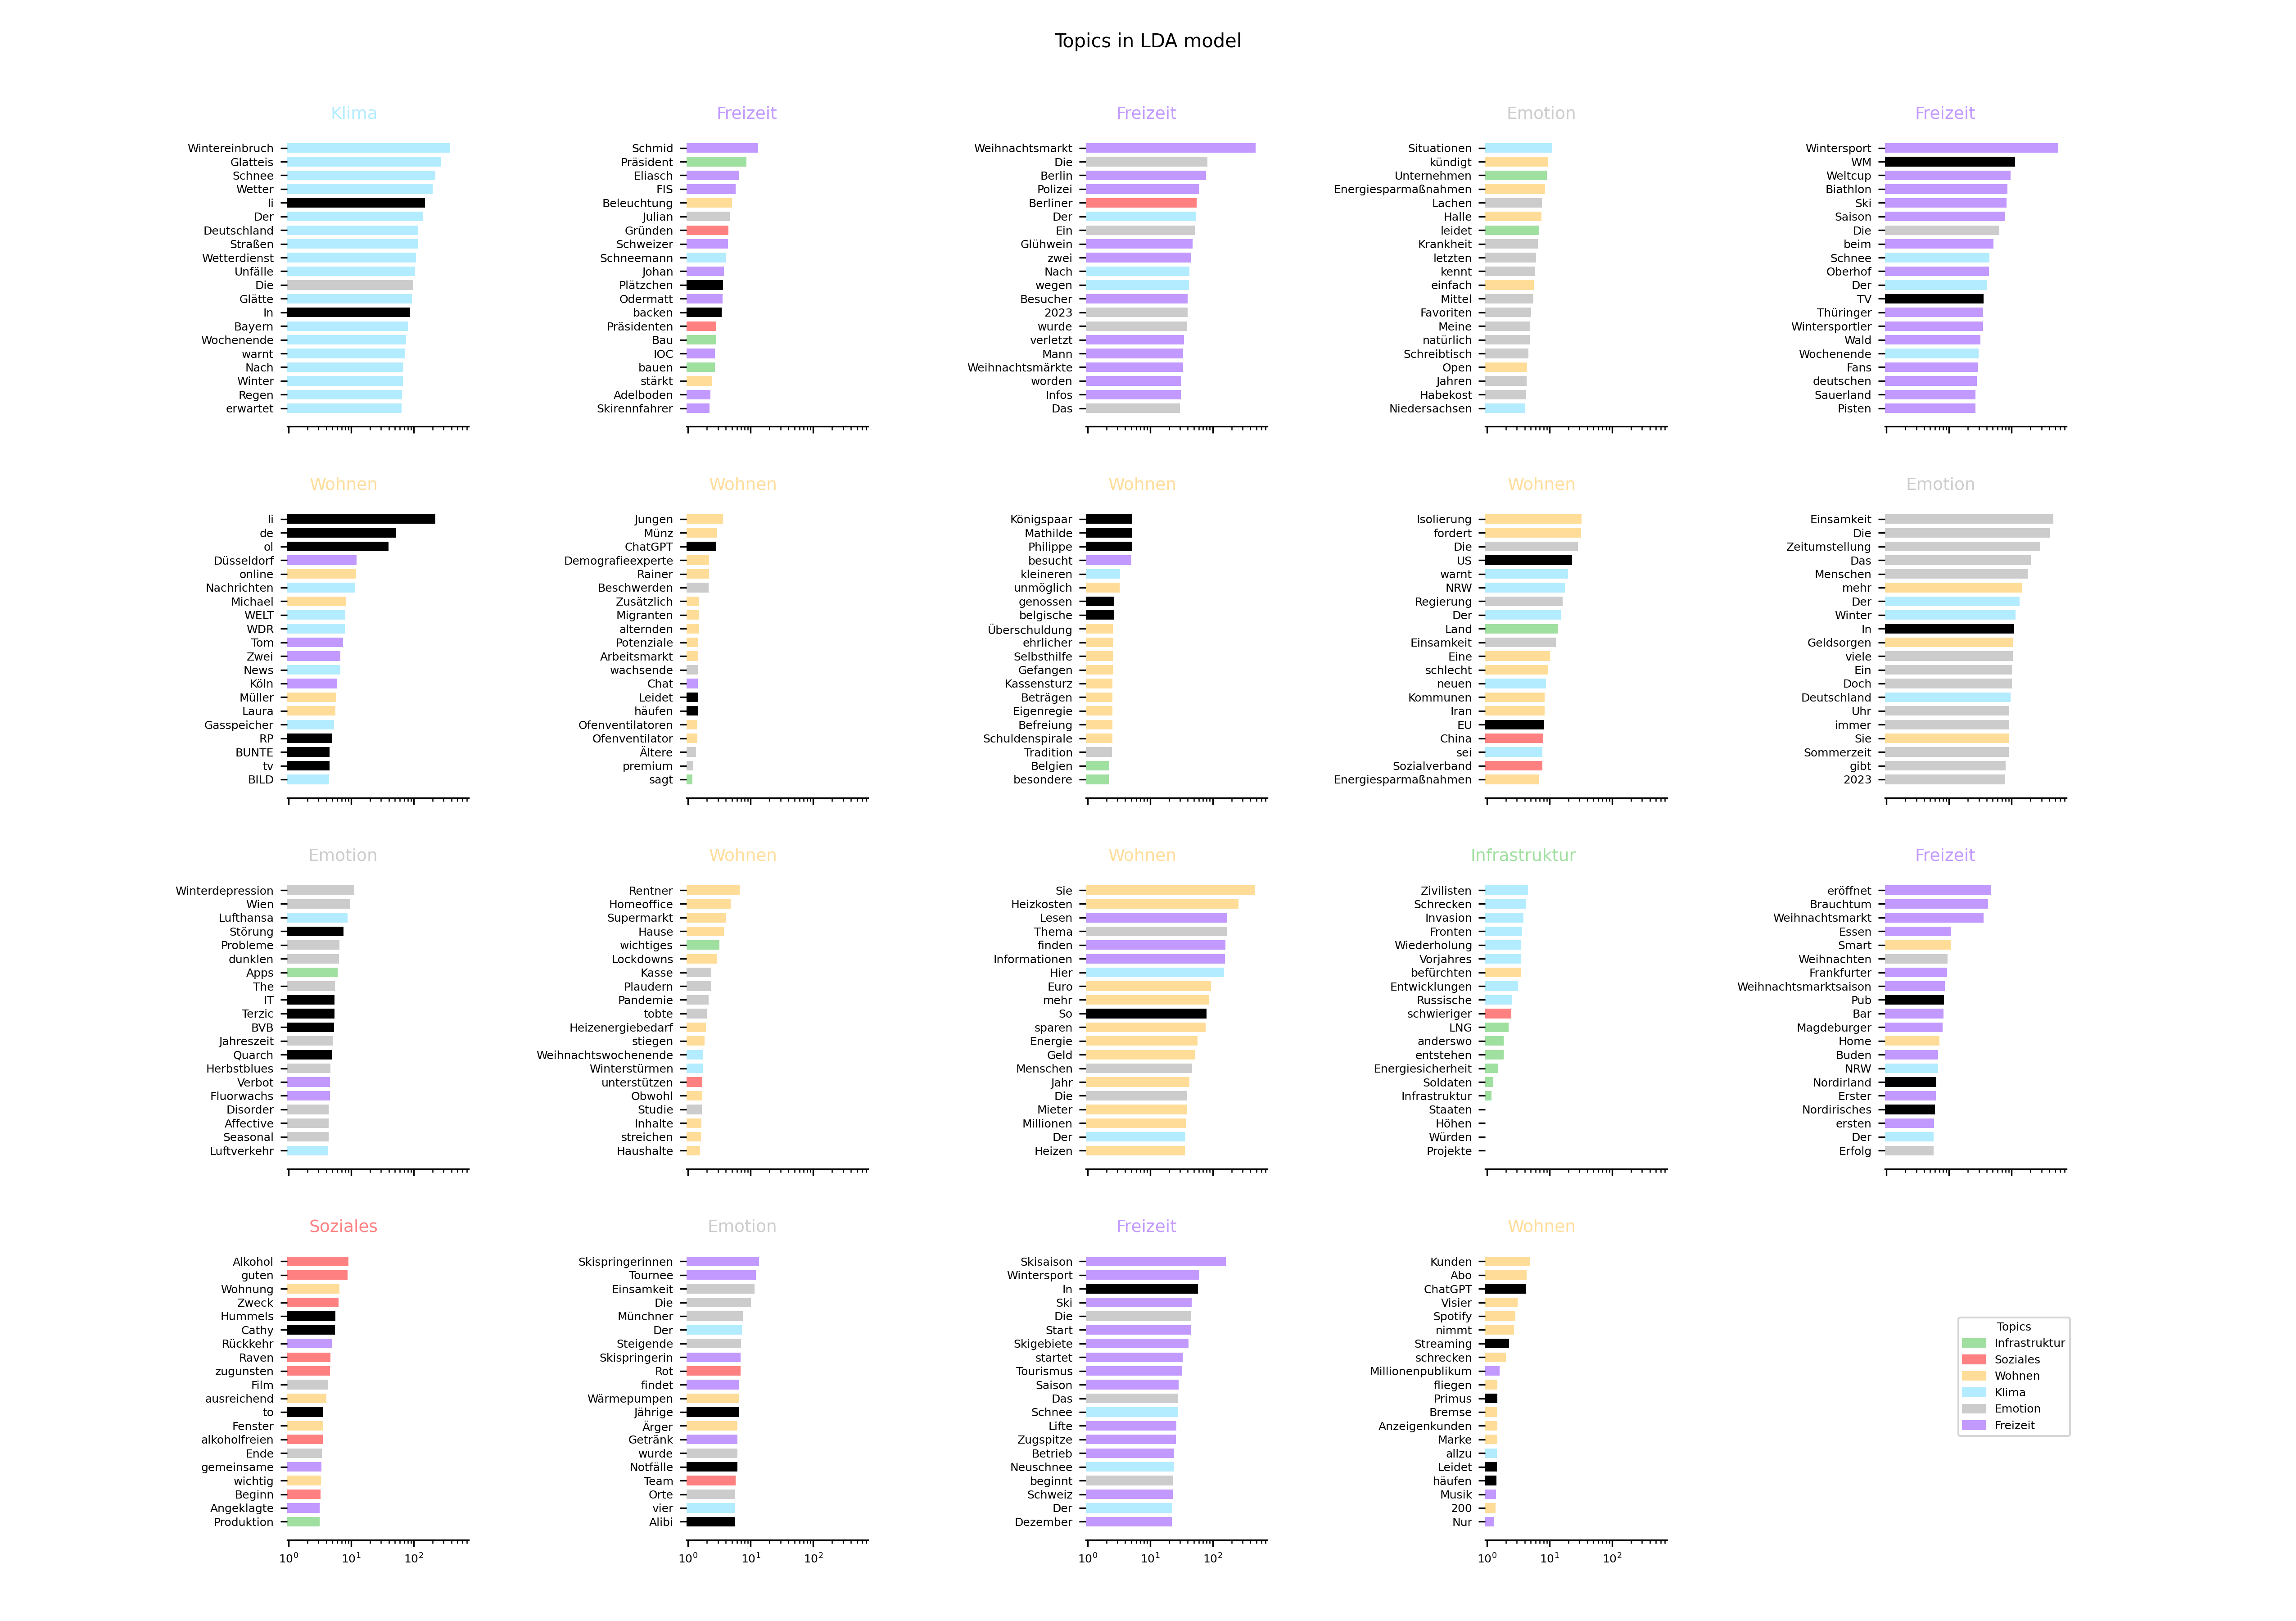 Topics in LDA model
Klima
Wintereinbruch
Glatteis
Schnee
Wetter
li
Der
Deutschland
Straßen
Wetterdienst
Unfälle
Die
Glätte
In
Bayern
Wochenende
warnt
Nach
Winter
Regen
erwartet
Freizeit
Schmid
Präsident
Eliasch
FIS
Beleuchtung
Julian
Gründen
Schweizer
Schneemann
Johan
Plätzchen
Odermatt
backen
Präsidenten
Bau
IOC
bauen
stärkt
Adelboden
Skirennfahrer
Freizeit
Weihnachtsmarkt
Die
Berlin
Polizei
Berliner
Der
Ein
Glühwein
zwei
Nach
wegen
Besucher
2023
wurde
verletzt
Mann
Weihnachtsmärkte
worden
Infos
Das
Emotion
Situationen
kündigt
Unternehmen
Energiesparmaßnahmen
Lachen
Halle
leidet
Krankheit
letzten
kennt
einfach
Mittel
Favoriten
Meine
natürlich
Schreibtisch
Open
Jahren
Habekost
Niedersachsen
Freizeit
Wintersport
WM
Weltcup
Biathlon
Ski
Saison
Die
beim
Schnee
Oberhof
Der
TV
Thüringer
Wintersportler
Wald
Wochenende
Fans
deutschen
Sauerland
Pisten
Wohnen
li
de
ol
Düsseldorf
online
Nachrichten
Michael
WELT
WDR
Tom
Zwei
News
Köln
Müller
Laura
Gasspeicher
RP
BUNTE
tv
BILD
Wohnen
Jungen
Münz
ChatGPT
Demografieexperte
Rainer
Beschwerden
Zusätzlich
Migranten
alternden
Potenziale
Arbeitsmarkt
wachsende
Chat
Leidet
häufen
Ofenventilatoren
Ofenventilator
Ältere
premium
sagt
Wohnen
Königspaar
Mathilde
Philippe
besucht
kleineren
unmöglich
genossen
belgische
Überschuldung
ehrlicher
Selbsthilfe
Gefangen
Kassensturz
Beträgen
Eigenregie
Befreiung
Schuldenspirale
Tradition
Belgien
besondere
Wohnen
Isolierung
fordert
Die
US
warnt
NRW
Regierung
Der
Land
Einsamkeit
Eine
schlecht
neuen
Kommunen
Iran
EU
China
sei
Sozialverband
Energiesparmaßnahmen
Emotion
Einsamkeit
Die
Zeitumstellung
Das
Menschen
mehr
Der
Winter
In
Geldsorgen
viele
Ein
Doch
Deutschland
Uhr
immer
Sie
Sommerzeit
gibt
2023
Emotion
Winterdepression
Wien
Lufthansa
Störung
Probleme
dunklen
Apps
The
IT
Terzic
BVB
Jahreszeit
Quarch
Herbstblues
Verbot
Fluorwachs
Disorder
Affective
Seasonal
Luftverkehr
Wohnen
Rentner
Homeoffice
Supermarkt
Hause
wichtiges
Lockdowns
Kasse
Plaudern
Pandemie
tobte
Heizenergiebedarf
stiegen
Weihnachtswochenende
Winterstürmen
unterstützen
Obwohl
Studie
Inhalte
streichen
Haushalte
Wohnen
Sie
Heizkosten
Lesen
Thema
finden
Informationen
Hier
Euro
mehr
So
sparen
Energie
Geld
Menschen
Jahr
Die
Mieter
Millionen
Der
Heizen
Infrastruktur
Zivilisten
Schrecken
Invasion
Fronten
Wiederholung
Vorjahres
befürchten
Entwicklungen
Russische
schwieriger
LNG
anderswo
entstehen
Energiesicherheit
Soldaten
Infrastruktur
Staaten
Höhen
Würden
Projekte
Freizeit
eröffnet
Brauchtum
Weihnachtsmarkt
Essen
Smart
Weihnachten
Frankfurter
Weihnachtsmarktsaison
Pub
Bar
Magdeburger
Home
Buden
NRW
Nordirland
Erster
Nordirisches
ersten
Der
Erfolg
Soziales
Alkohol
guten
Wohnung
Zweck
Hummels
Cathy
Rückkehr
Raven
zugunsten
Film
ausreichend
to
Fenster
alkoholfreien
Ende
gemeinsame
wichtig
Beginn
Angeklagte
Produktion
10⁰ 10¹ 10²
Emotion
Skispringerinnen
Tournee
Einsamkeit
Die
Münchner
Der
Steigende
Skispringerin
Rot
findet
Wärmepumpen
Jährige
Ärger
Getränk
wurde
Notfälle
Team
Orte
vier
Alibi
10⁰ 10¹ 10²
Freizeit
Skisaison
Wintersport
In
Ski
Die
Start
Skigebiete
startet
Tourismus
Saison
Das
Schnee
Lifte
Zugspitze
Betrieb
Neuschnee
beginnt
Schweiz
Der
Dezember
10⁰ 10¹ 10²
Wohnen
Kunden
Abo
ChatGPT
Visier
Spotify
nimmt
Streaming
schrecken
Millionenpublikum
fliegen
Primus
Bremse
Anzeigenkunden
Marke
allzu
Leidet
häufen
Musik
200
Nur
10⁰ 10¹ 10²
Topics
Infrastruktur
Soziales
Wohnen
Klima
Emotion
Freizeit